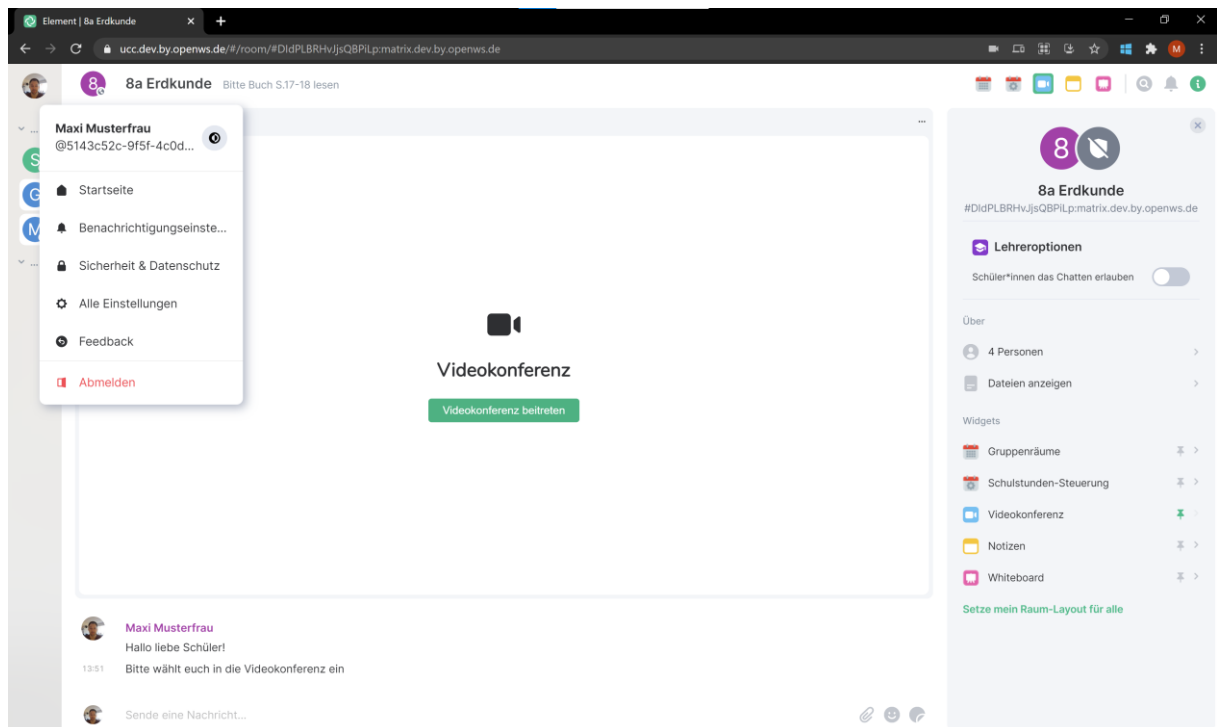 Element | 8a Erdkunde
ucc.dev.by.openws.de/#/room/#DIdPLBRHvJjsQBPiLp:matrix.dev.by.openws.de
M
8 8a Erdkunde Bitte Buch S.17-18 lesen
Maxi Musterfrau
@5143c52c-9f5f-4c0d...
Startseite
Benachrichtigungseinste...
Sicherheit & Datenschutz
Alle Einstellungen
Feedback
Abmelden
S
G
M
Videokonferenz
Videokonferenz beitreten
Maxi Musterfrau
Hallo liebe Schüler!
13:51 Bitte wählt euch in die Videokonferenz ein
Sende eine Nachricht...
8
8a Erdkunde
#DIdPLBRHvJjsQBPiLp:matrix.dev.by.openws.de
Lehreroptionen
Schüler*innen das Chatten erlauben
Über
4 Personen
Dateien anzeigen
Widgets
Gruppenräume
Schulstunden-Steuerung
Videokonferenz
Notizen
Whiteboard
Setze mein Raum-Layout für alle